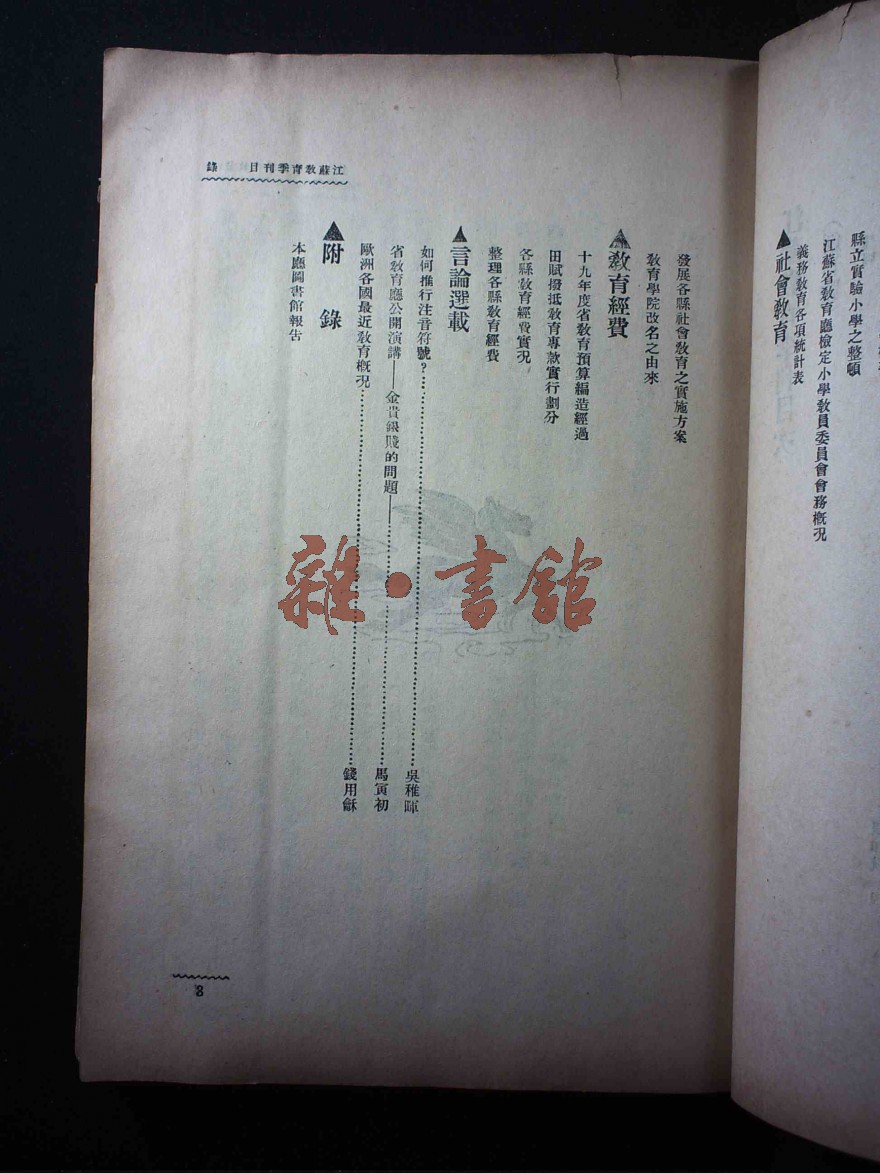 縣立實驗小學之整頓
江蘇省教育廳檢定小學教員委員會會務概況
義務教育各項統計表
▲社會教育
江蘇教育季刊目錄
發展各縣社會教育之實施方案
教育學院改名之由來
▲教育經費
十九年度省教育預算編造經過
田賦撥抵教育專款實行劃分
各縣教育經費實況
整理各縣教育經費
▲言論選載
如何推行注音符號?……吳稚暉
省教育廳公開演講——金貴銀賤的問題——……馬寅初
歐洲各國最近教育概況……錢用龢
▲附錄
本廳圖書館報告
3
雜·書館